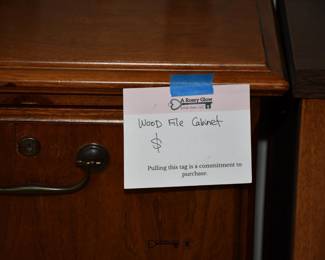 A Rosey Glow
WOOD File Cabinet
$
Pulling this tag is a commitment to
purchase.